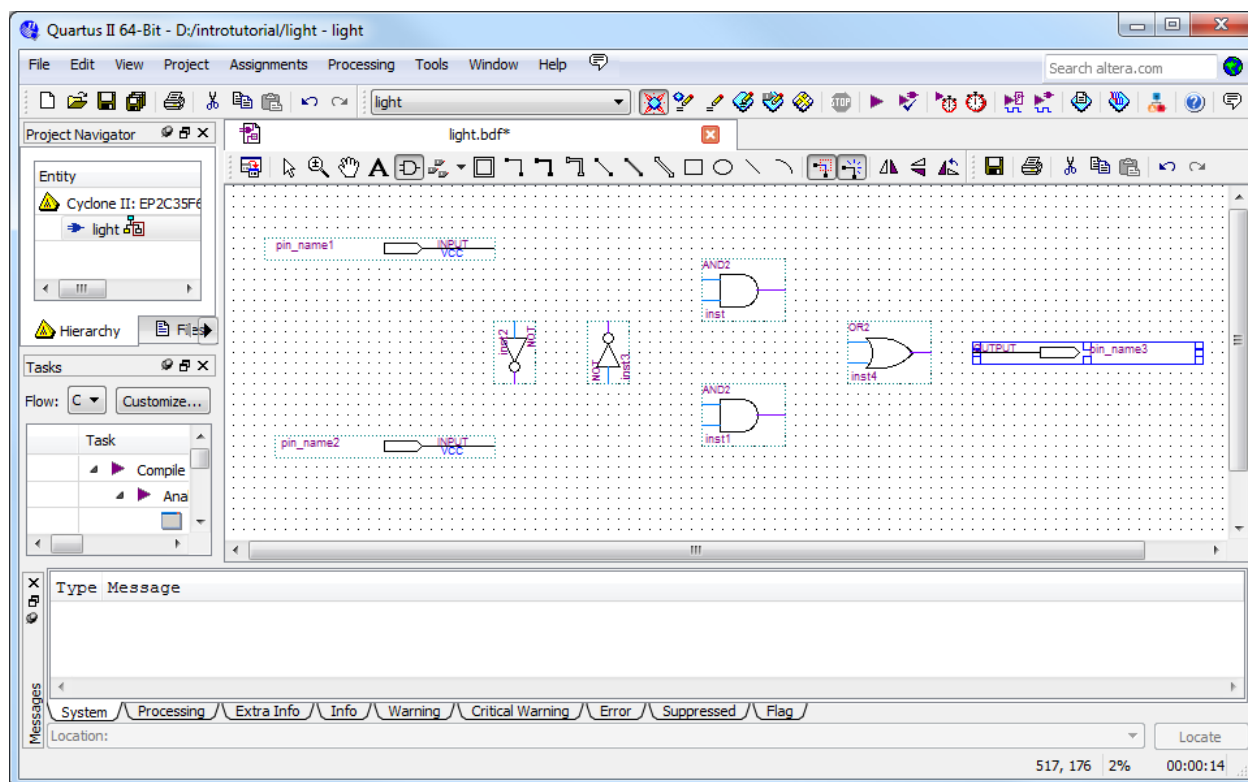 Quartus II 64-Bit - D:/introtutorial/light - light
File Edit View Project Assignments Processing Tools Window Help
Search altera.com
light
STOP
Project Navigator
light.bdf*
A
Entity
Cyclone II: EP2C35F6
light
Hierarchy
Files
pin_name1 INPUT
VCC
AND2
inst
inst2 NOT
NOT inst3
OR2
inst4
OUTPUT pin_name3
AND2
inst1
pin_name2 INPUT
VCC
Tasks
Flow: C Customize...
Task
Compile
Ana
Type Message
Messages
System Processing Extra Info Info Warning Critical Warning Error Suppressed Flag
Location:
Locate
517, 176 2% 00:00:14